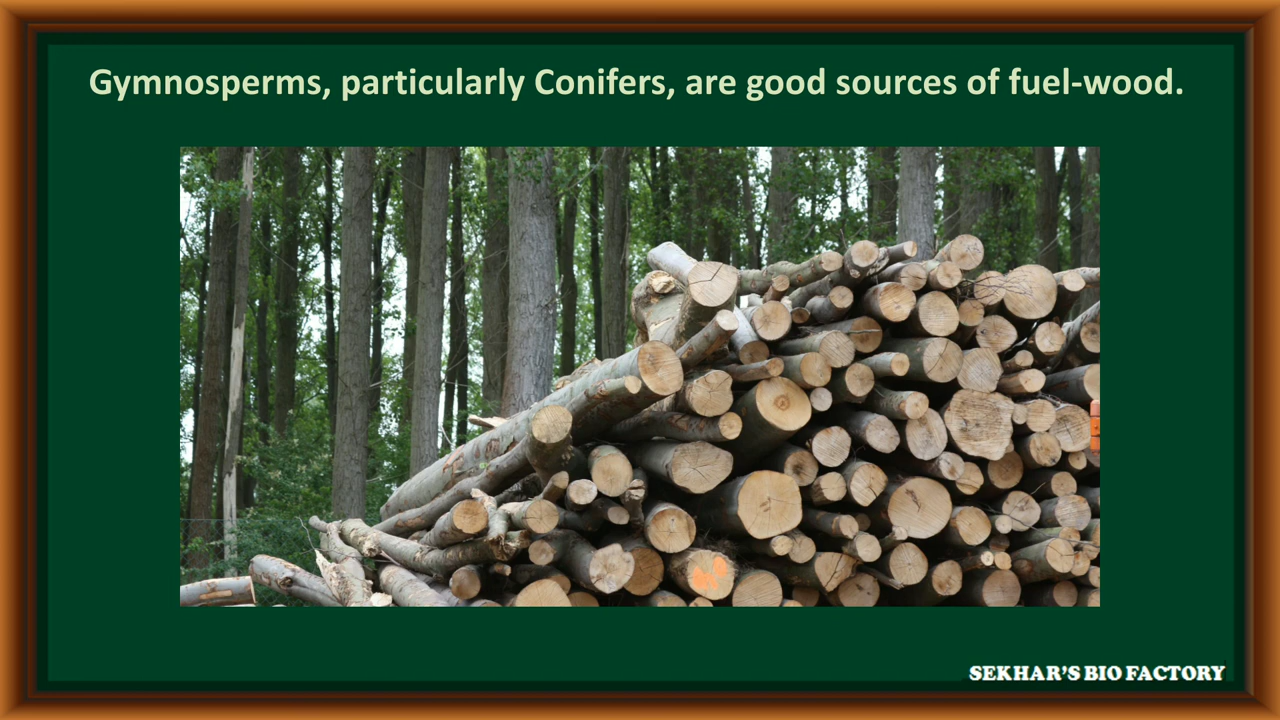 Gymnosperms, particularly Conifers, are good sources of fuel-wood.
SEKHAR'S BIO FACTORY